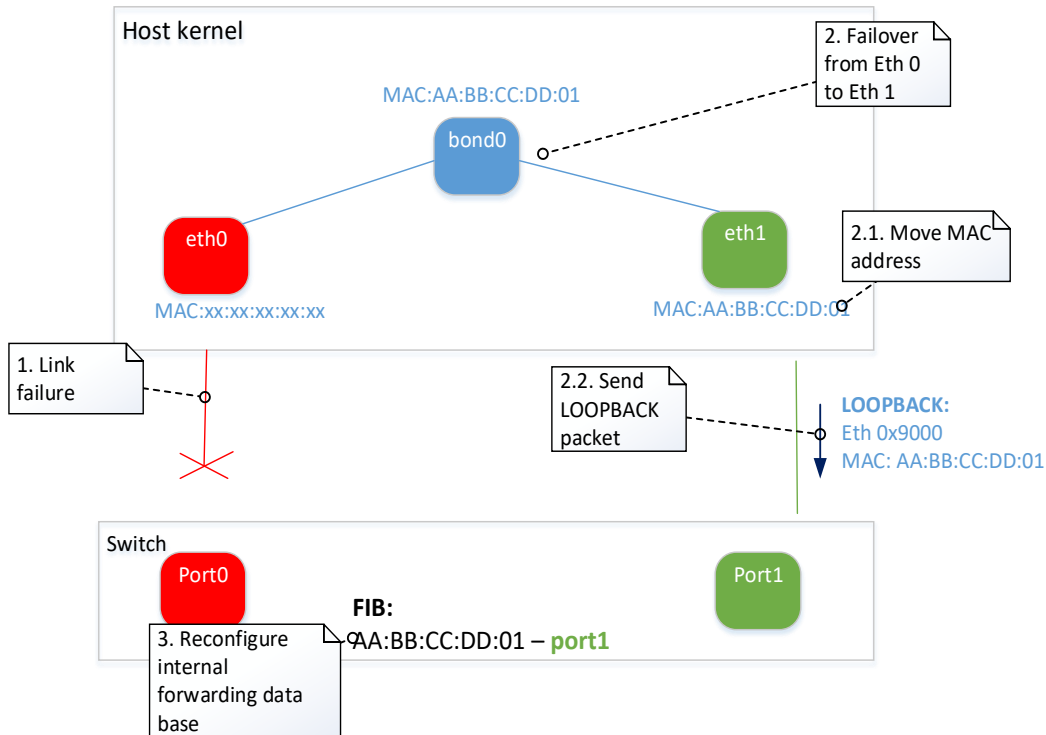 Host kernel
2. Failover
from Eth 0
to Eth 1
MAC:AA:BB:CC:DD:01
bond0
eth0
eth1
2.1. Move MAC
address
MAC:xx:xx:xx:xx:xx
MAC:AA:BB:CC:DD:01
1. Link
failure
2.2. Send
LOOPBACK
packet
LOOPBACK:
Eth 0x9000
MAC: AA:BB:CC:DD:01
Switch
Port0
Port1
FIB:
AA:BB:CC:DD:01 – port1
3. Reconfigure
internal
forwarding data
base